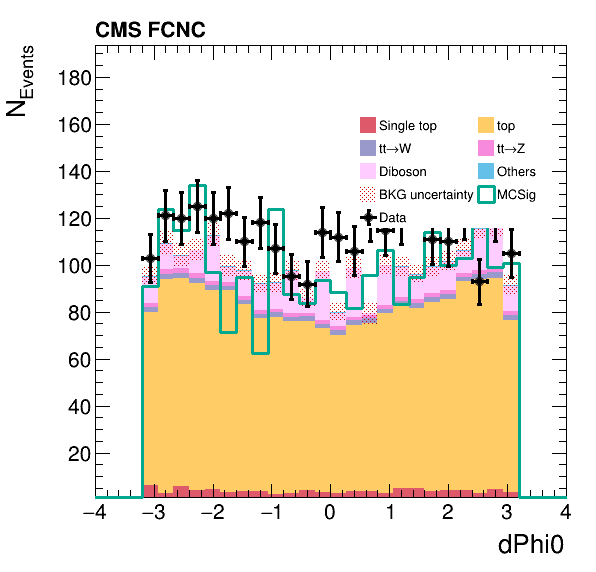 CMS FCNC
N_Events
180
160
140
120
100
80
60
40
20
Single top
top
tt→W
tt→Z
Diboson
Others
BKG uncertainty
MCSig
Data
−4 −3 −2 −1 0 1 2 3 4
dPhi0